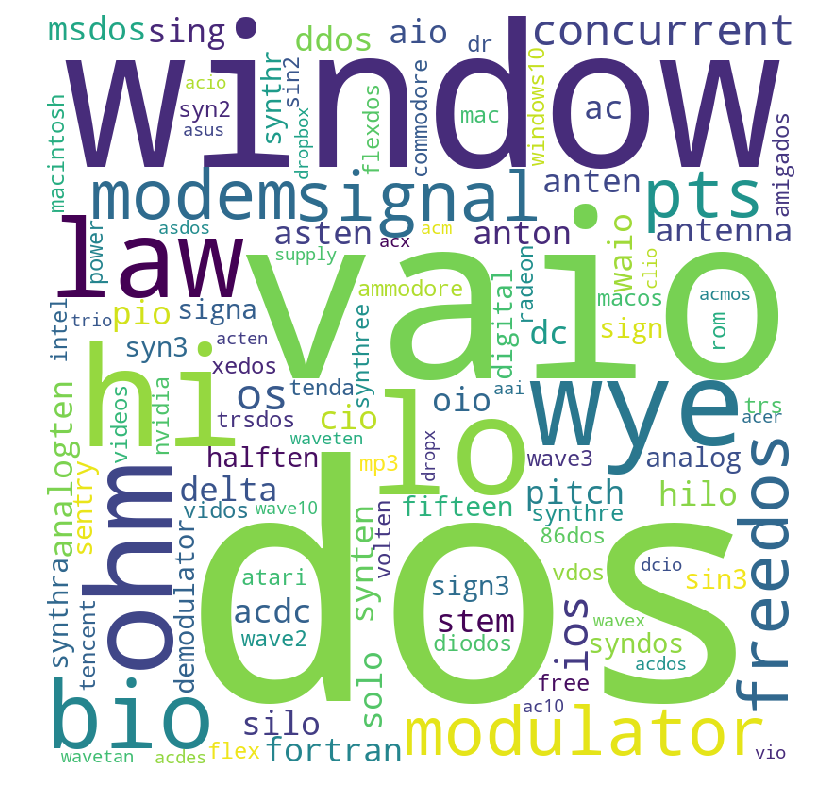 msdos
sing
ddos
aio
dr
concurrent
window
acio
syn2
asus
synthr
sin2
dropbox
flexdos
commodore
mac
windows10
ac
amigados
macintosh
modem
signal
anten
pts
law
asdos
asten
acx
acm
anton
waio
antenna
power
supply
vaio
ammodore
digital
radeon
macos
clio
acmos
intel
trio
pio
signa
acten
synthree
dc
sign
rom
syn3
xedos
hi
os
tenda
lo
oio
aai
wye
trs
acer
analogten
videos
nvidia
trsdos
cio
waveten
halften
mp3
dropx
wave3
analog
sentry
ohm
delta
vidos
wave10
volten
fifteen
pitch
synthre
hilo
freedos
synthra
tencent
demodulator
atari
acdc
wave2
dos
synten
solo
sign3
stem
diodos
86dos
vdos
dcio
sin3
ios
wavex
syndos
acdos
free
ac10
bio
silo
modulator
wavetan
acdes
flex
fortran
vio